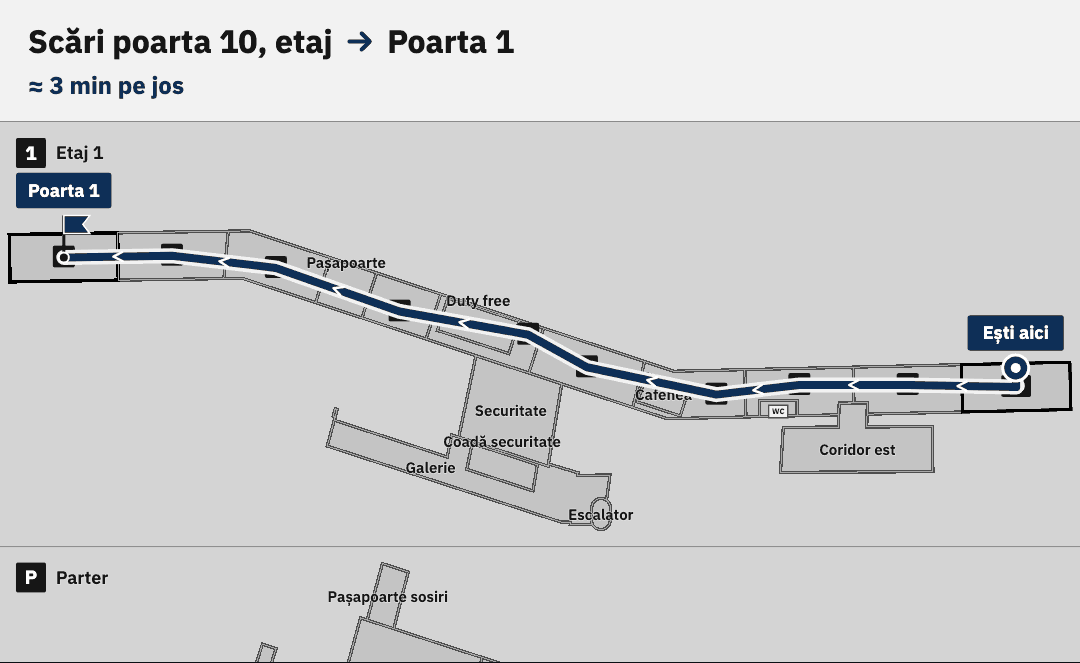 Scări poarta 10, etaj → Poarta 1
≈ 3 min pe jos
1 Etaj 1
Poarta 1
Pașapoarte
Duty free
Ești aici
Cafenea
WC
Securitate
Coadă securitate
Galerie
Coridor est
Escalator
P Parter
Pașapoarte sosiri